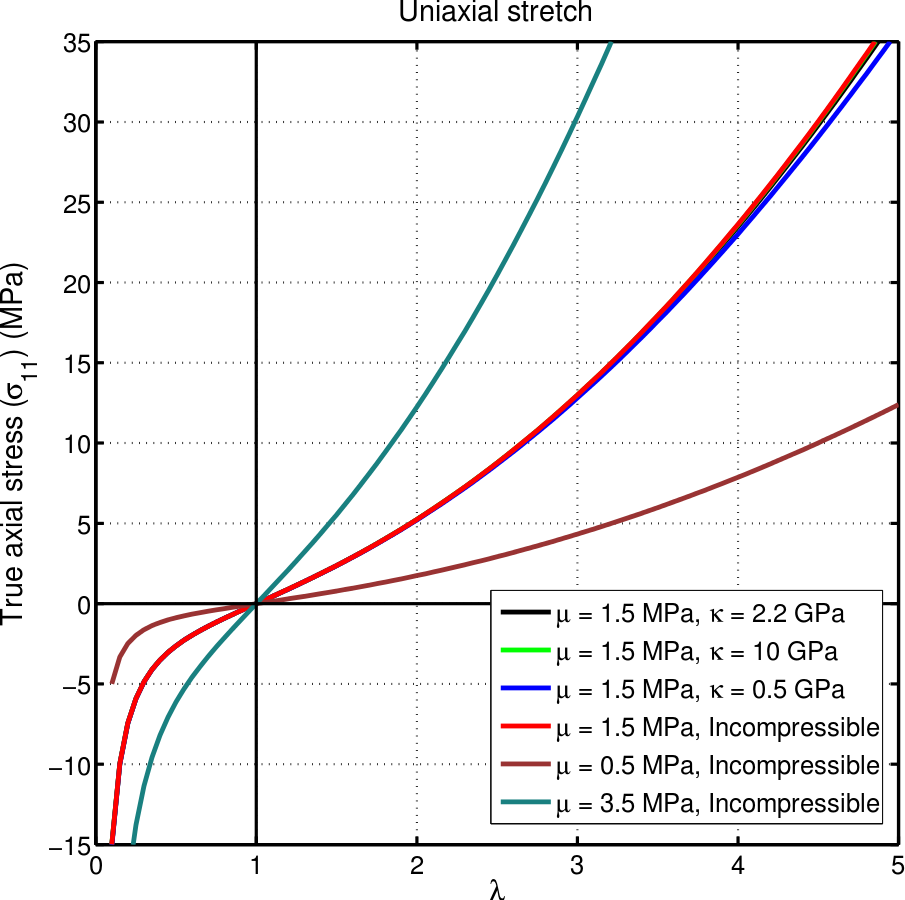 Uniaxial stretch
True axial stress (σ11) (MPa)
35
30
25
20
15
10
5
0
−5
−10
−15
μ = 1.5 MPa, κ = 2.2 GPa
μ = 1.5 MPa, κ = 10 GPa
μ = 1.5 MPa, κ = 0.5 GPa
μ = 1.5 MPa, Incompressible
μ = 0.5 MPa, Incompressible
μ = 3.5 MPa, Incompressible
0 1 2 3 4 5
λ